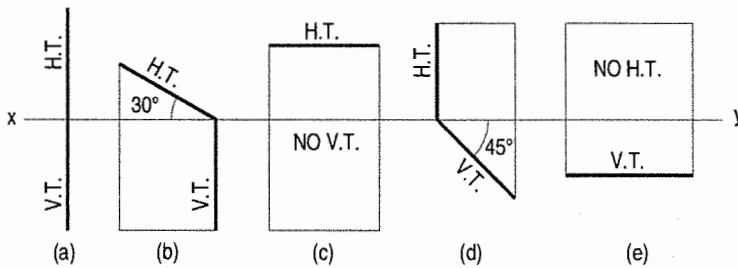 H.T.
V.T.
H.T.
30°
V.T.
H.T.
NO V.T.
H.T.
45°
V.T.
NO H.T.
V.T.
x
y
(a)
(b)
(c)
(d)
(e)